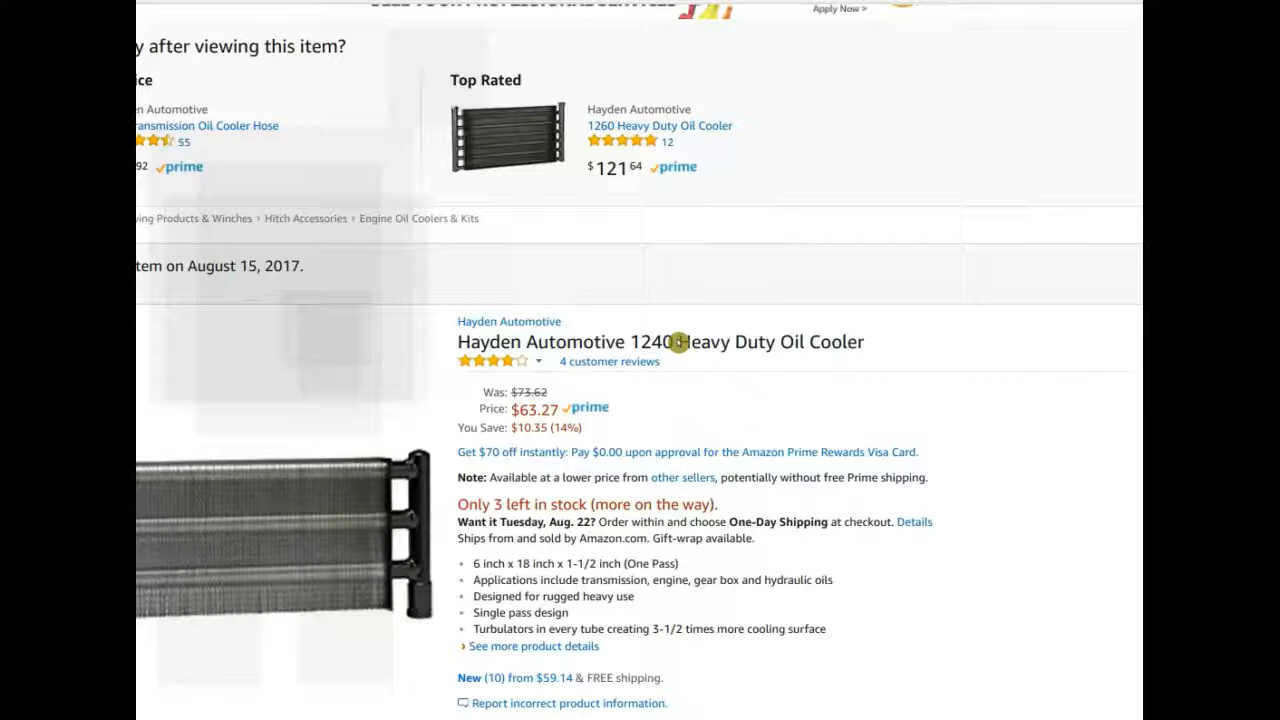 Apply Now >
y after viewing this item?
ice
Top Rated
n Automotive
Hayden Automotive
ransmission Oil Cooler Hose
1260 Heavy Duty Oil Cooler
55
12
92 prime
$121 64 prime
ving Products & Winches › Hitch Accessories › Engine Oil Coolers & Kits
tem on August 15, 2017.
Hayden Automotive
Hayden Automotive 1240 Heavy Duty Oil Cooler
4 customer reviews
Was: $73.62
Price: $63.27 prime
You Save: $10.35 (14%)
Get $70 off instantly: Pay $0.00 upon approval for the Amazon Prime Rewards Visa Card.
Note: Available at a lower price from other sellers, potentially without free Prime shipping.
Only 3 left in stock (more on the way).
Want it Tuesday, Aug. 22? Order within and choose One-Day Shipping at checkout. Details
Ships from and sold by Amazon.com. Gift-wrap available.
• 6 inch x 18 inch x 1-1/2 inch (One Pass)
• Applications include transmission, engine, gear box and hydraulic oils
• Designed for rugged heavy use
• Single pass design
• Turbulators in every tube creating 3-1/2 times more cooling surface
› See more product details
New (10) from $59.14 & FREE shipping.
Report incorrect product information.